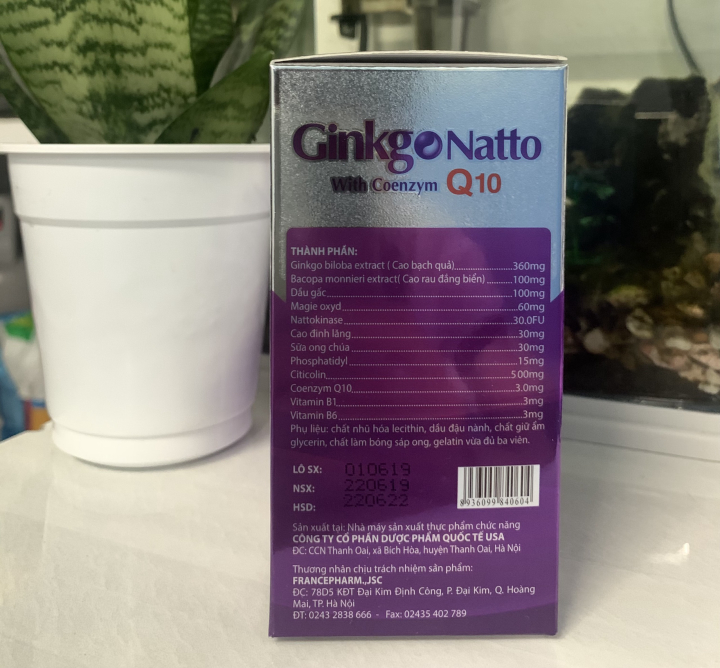 Ginkgo Natto
With Coenzym Q10
THÀNH PHẦN:
Ginkgo biloba extract ( Cao bạch quả)....................360mg
Bacopa monnieri extract( Cao rau đắng biển) ..........100mg
Dầu gấc....................100mg
Magie oxyd....................60mg
Nattokinase....................30.0FU
Cao đinh lăng....................30mg
Sữa ong chúa....................30mg
Phosphatidyl....................15mg
Citicolin....................500mg
Coenzym Q10....................3.0mg
Vitamin B1....................3mg
Vitamin B6....................3mg
Phụ liệu: chất nhũ hóa lecithin, dầu đậu nành, chất giữ ẩm
glycerin, chất làm bóng sáp ong, gelatin vừa đủ ba viên.
LÔ SX: 010619
NSX: 220619
HSD: 220622
8936099840604
Sản xuất tại: Nhà máy sản xuất thực phẩm chức năng
CÔNG TY CỔ PHẦN DƯỢC PHẨM QUỐC TẾ USA
ĐC: CCN Thanh Oai, xã Bích Hòa, huyện Thanh Oai, Hà Nội
Thương nhân chịu trách nhiệm sản phẩm:
FRANCEPHARM.,JSC
ĐC: 78D5 KĐT Đại Kim Định Công, P. Đại Kim, Q. Hoàng
Mai, TP. Hà Nội
ĐT: 0243 2838 666 - Fax: 02435 402 789